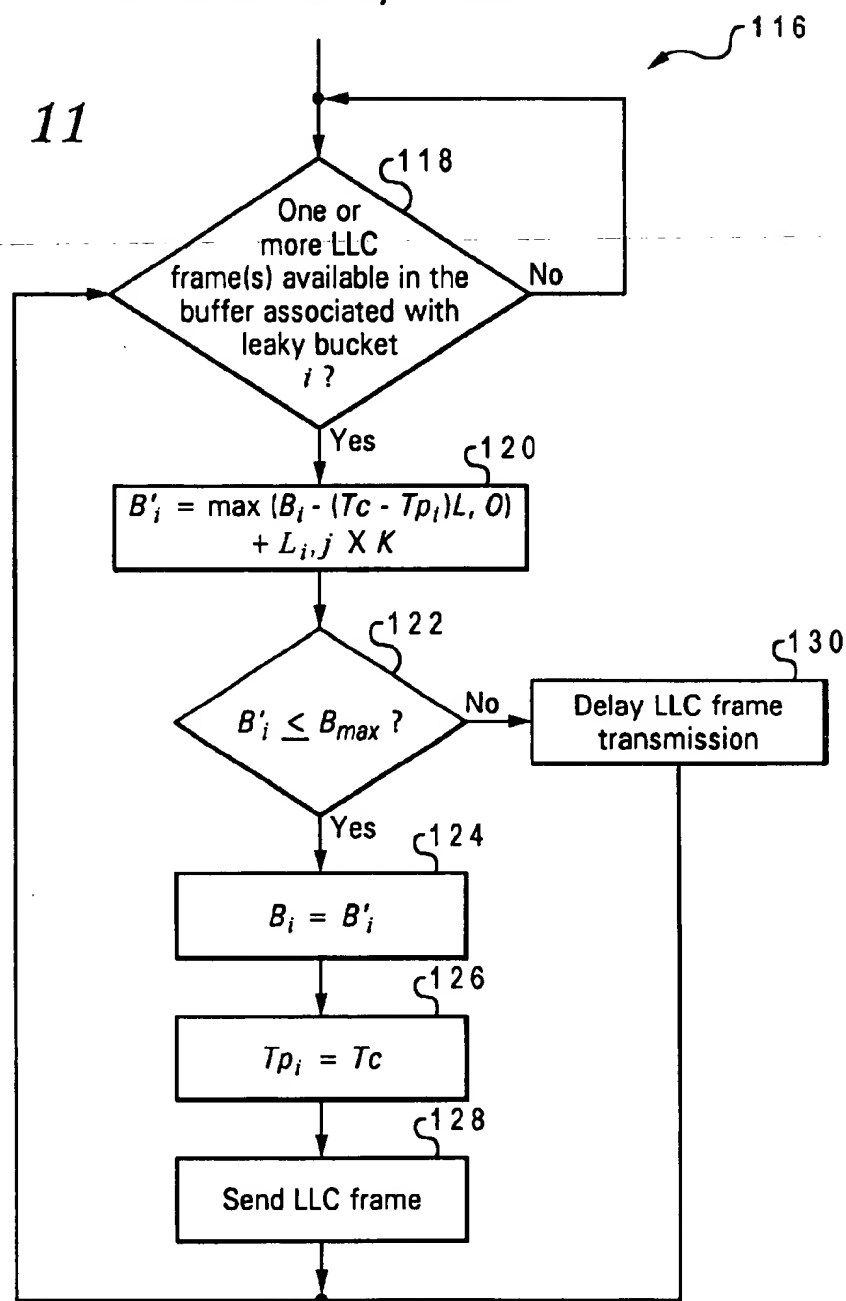 116
11
118
One or
more LLC
frame(s) available in the
buffer associated with
leaky bucket
i ?
No
Yes
120
B'i = max (Bi - (Tc - Tpi)L, O)
+ Li,j X K
122
B'i ≤ Bmax ?
No
130
Delay LLC frame
transmission
Yes
124
Bi = B'i
126
Tpi = Tc
128
Send LLC frame